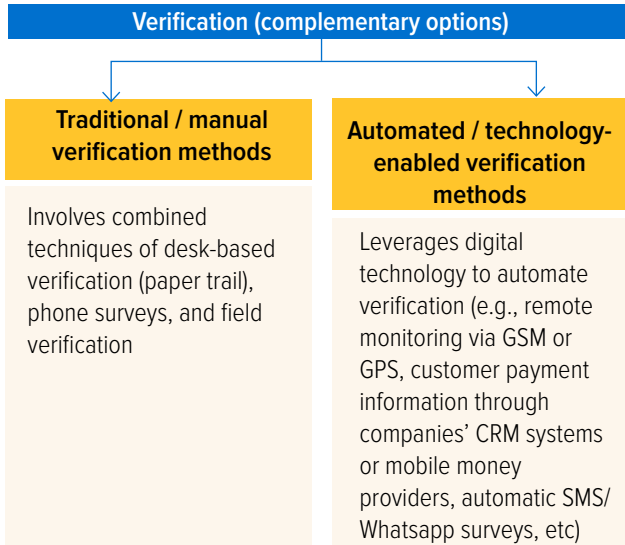 Verification (complementary options)
Traditional / manual
verification methods
Involves combined
techniques of desk-based
verification (paper trail),
phone surveys, and field
verification
Automated / technology-
enabled verification
methods
Leverages digital
technology to automate
verification (e.g., remote
monitoring via GSM or
GPS, customer payment
information through
companies’ CRM systems
or mobile money
providers, automatic SMS/
Whatsapp surveys, etc)